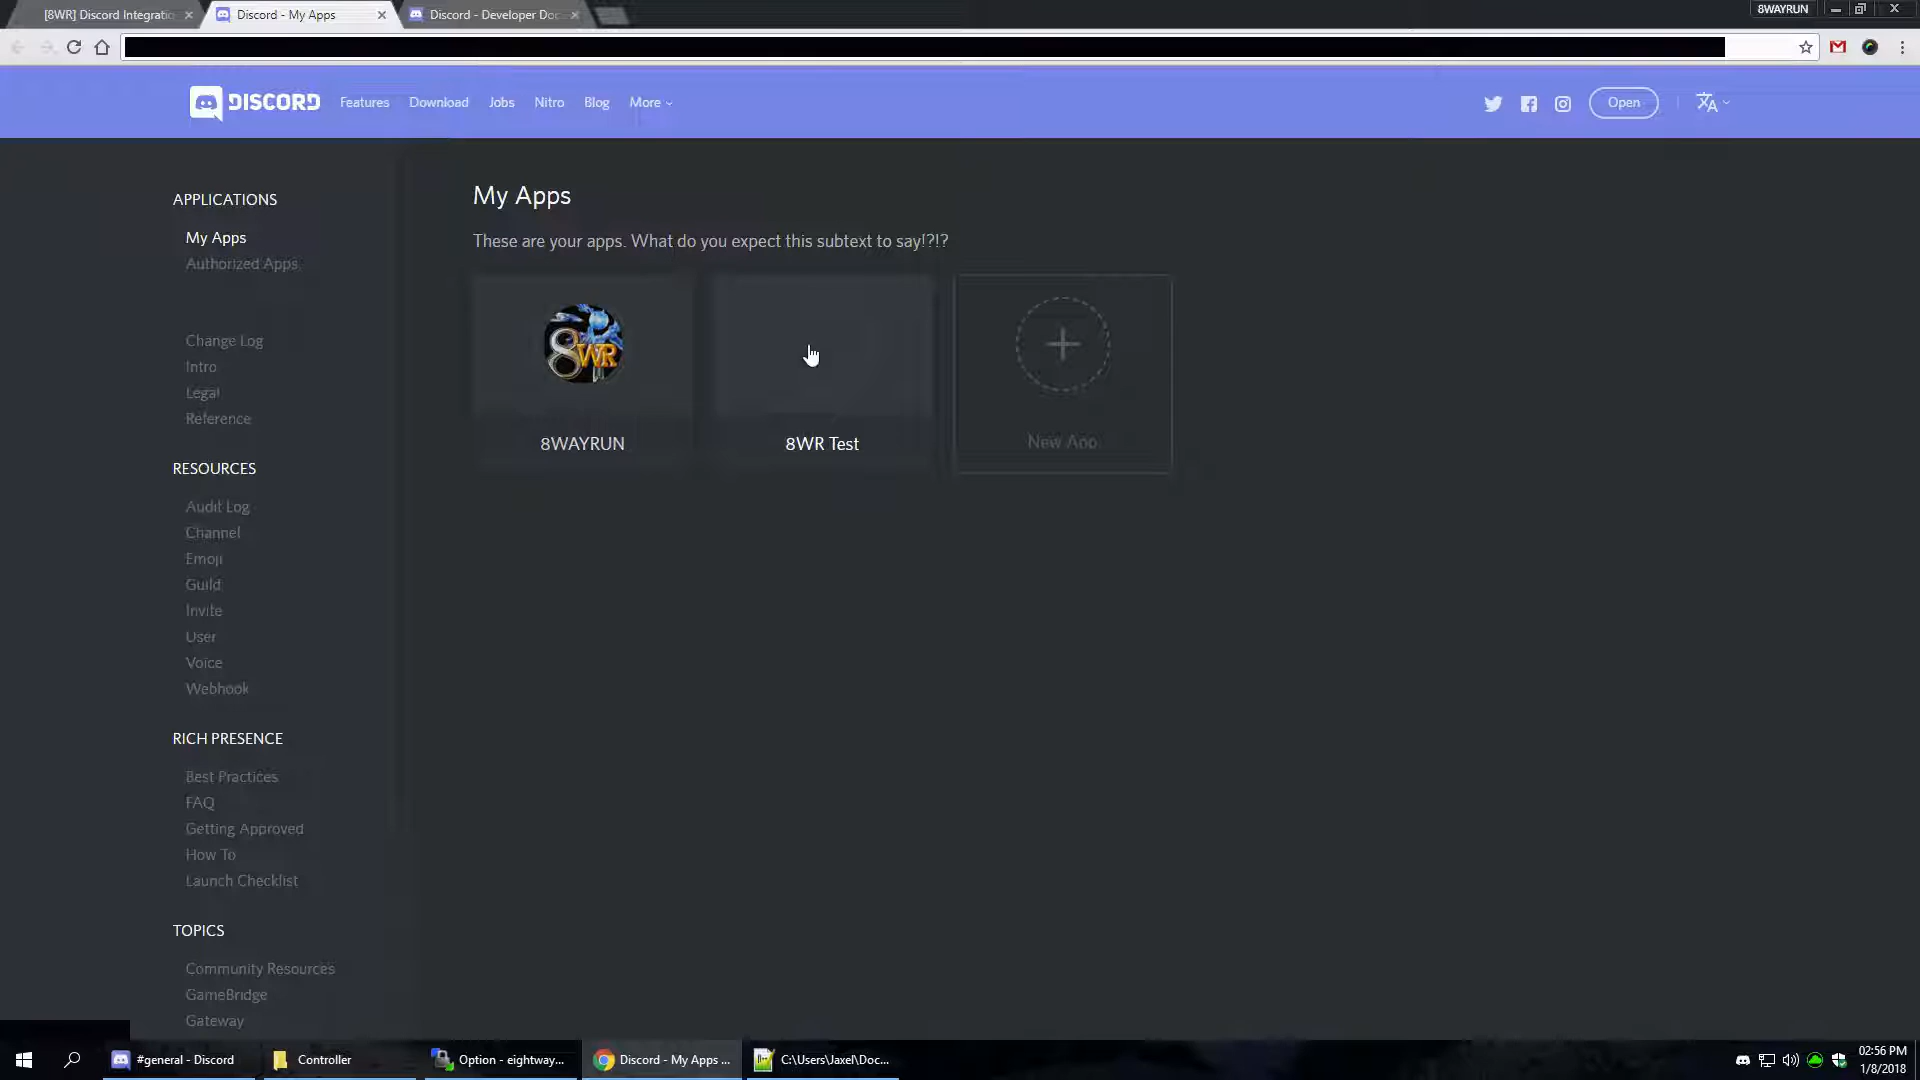 [8WR] Discord Integratio
Discord - My Apps
Discord - Developer Doc
8WAYRUN
DISCORD
Features
Download
Jobs
Nitro
Blog
More
Open
APPLICATIONS
My Apps
Authorized Apps
Change Log
Intro
Legal
Reference
RESOURCES
Audit Log
Channel
Emoji
Guild
Invite
User
Voice
Webhook
RICH PRESENCE
Best Practices
FAQ
Getting Approved
How To
Launch Checklist
TOPICS
Community Resources
GameBridge
Gateway
My Apps
These are your apps. What do you expect this subtext to say!?!?
8WR
8WAYRUN
8WR Test
New App
#general - Discord
Controller
Option - eightway...
Discord - My Apps ...
C:\Users\Jaxel\Doc...
02:56 PM
1/8/2018